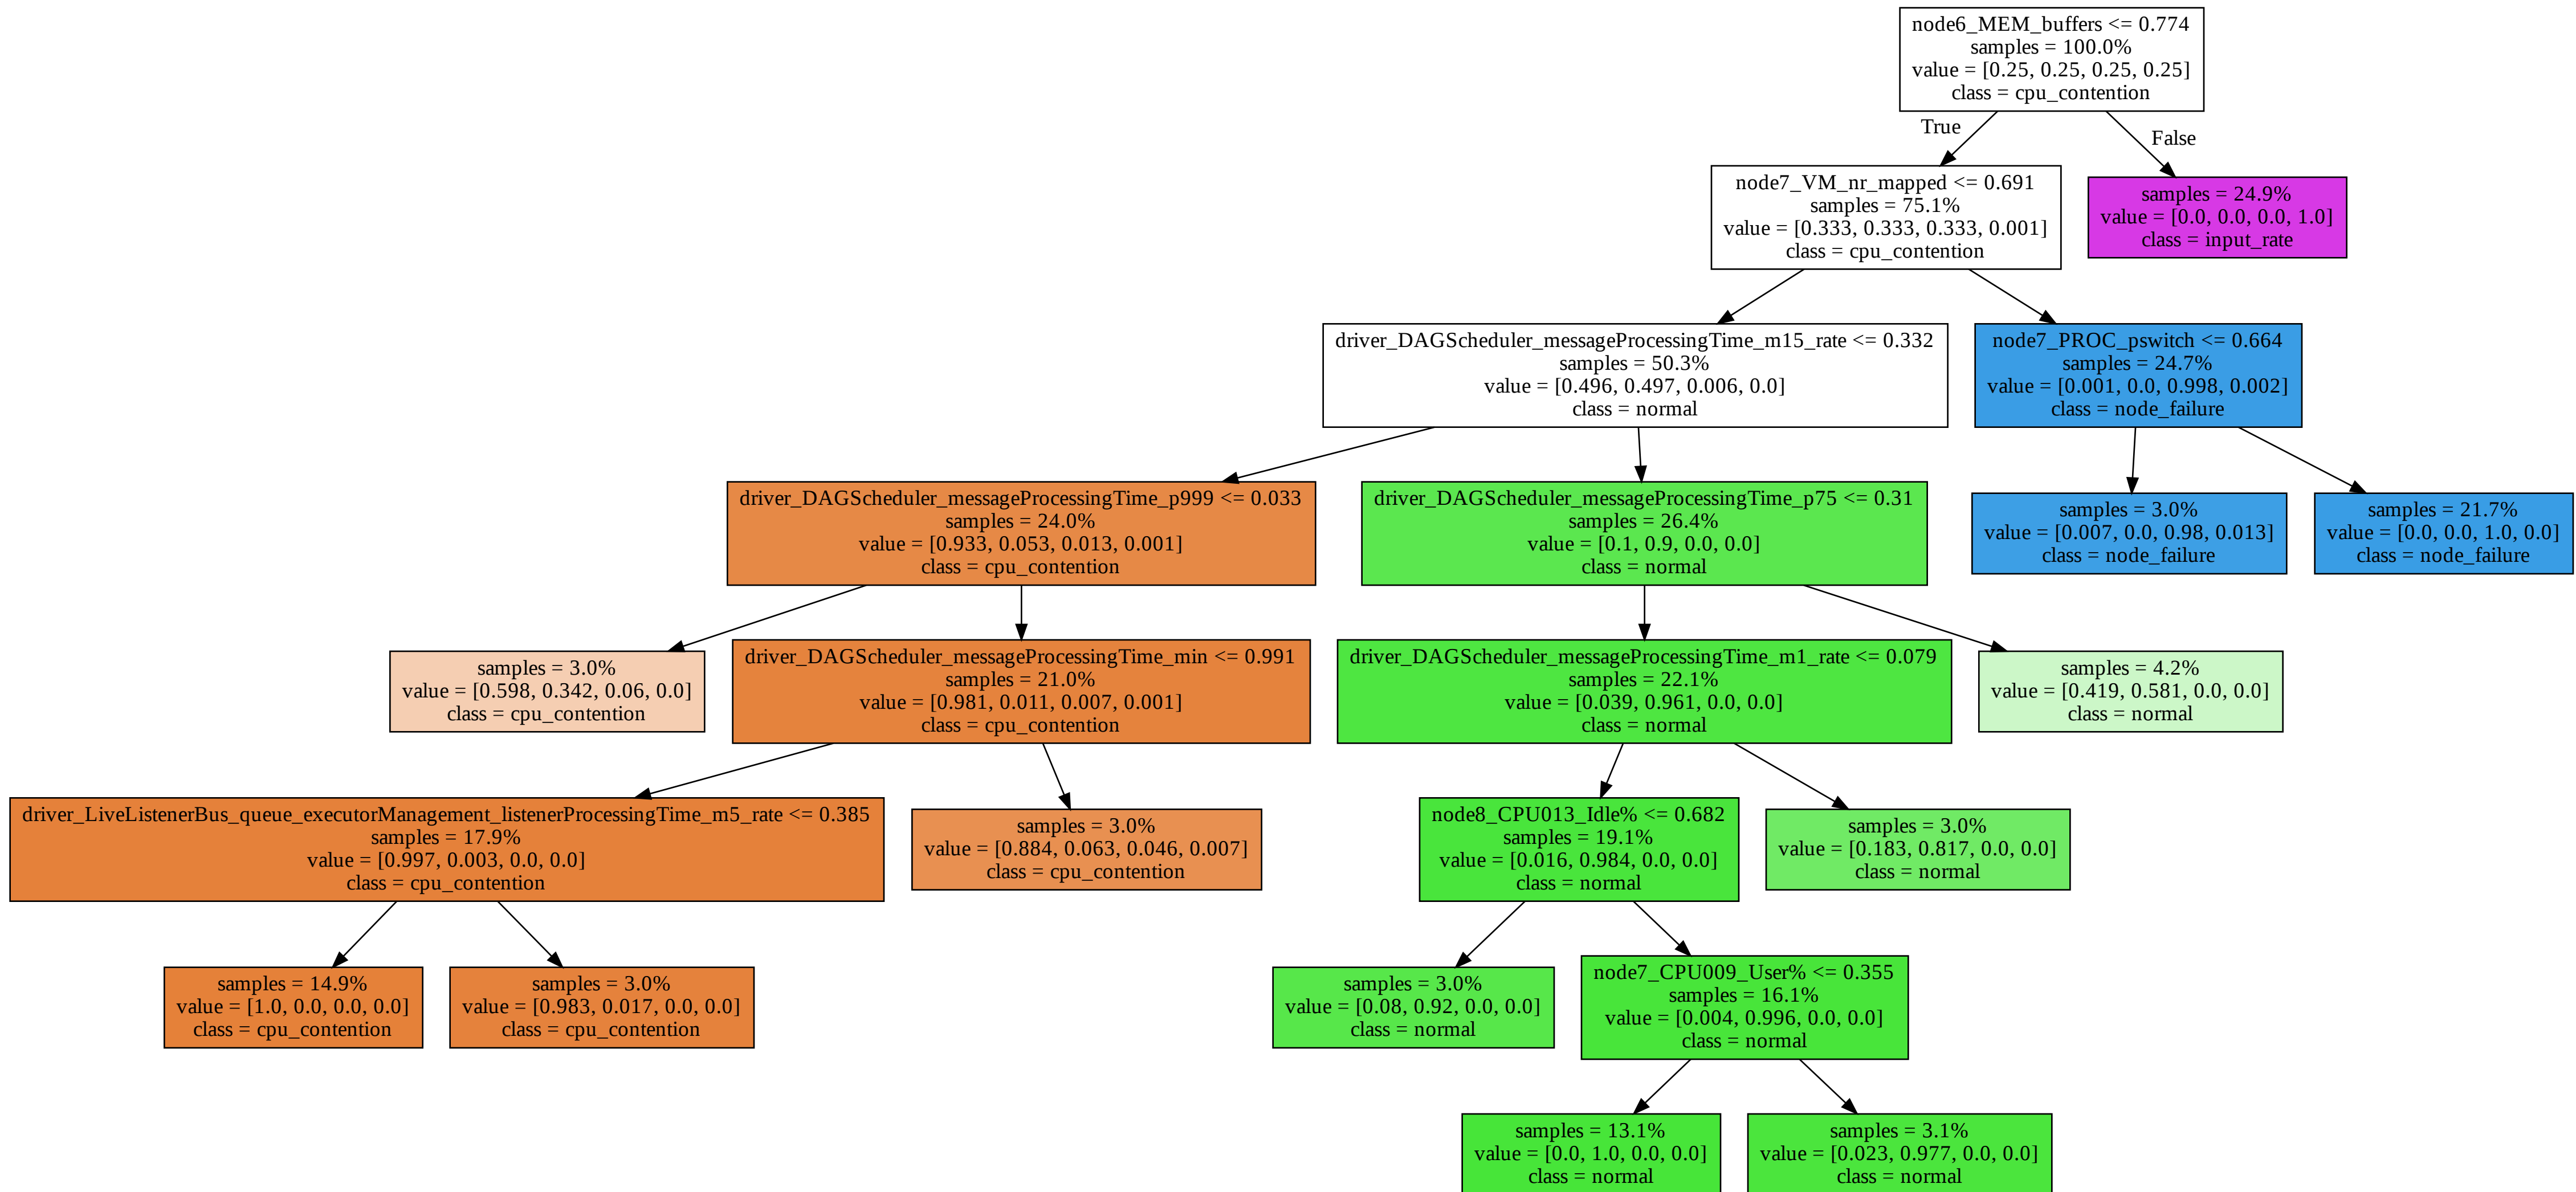 node6_MEM_buffers <= 0.774
samples = 100.0%
value = [0.25, 0.25, 0.25, 0.25]
class = cpu_contention
True
False
node7_VM_nr_mapped <= 0.691
samples = 75.1%
value = [0.333, 0.333, 0.333, 0.001]
class = cpu_contention
samples = 24.9%
value = [0.0, 0.0, 0.0, 1.0]
class = input_rate
driver_DAGScheduler_messageProcessingTime_m15_rate <= 0.332
samples = 50.3%
value = [0.496, 0.497, 0.006, 0.0]
class = normal
node7_PROC_pswitch <= 0.664
samples = 24.7%
value = [0.001, 0.0, 0.998, 0.002]
class = node_failure
driver_DAGScheduler_messageProcessingTime_p999 <= 0.033
samples = 24.0%
value = [0.933, 0.053, 0.013, 0.001]
class = cpu_contention
driver_DAGScheduler_messageProcessingTime_p75 <= 0.31
samples = 26.4%
value = [0.1, 0.9, 0.0, 0.0]
class = normal
samples = 3.0%
value = [0.007, 0.0, 0.98, 0.013]
class = node_failure
samples = 21.7%
value = [0.0, 0.0, 1.0, 0.0]
class = node_failure
samples = 3.0%
value = [0.598, 0.342, 0.06, 0.0]
class = cpu_contention
driver_DAGScheduler_messageProcessingTime_min <= 0.991
samples = 21.0%
value = [0.981, 0.011, 0.007, 0.001]
class = cpu_contention
driver_DAGScheduler_messageProcessingTime_m1_rate <= 0.079
samples = 22.1%
value = [0.039, 0.961, 0.0, 0.0]
class = normal
samples = 4.2%
value = [0.419, 0.581, 0.0, 0.0]
class = normal
driver_LiveListenerBus_queue_executorManagement_listenerProcessingTime_m5_rate <= 0.385
samples = 17.9%
value = [0.997, 0.003, 0.0, 0.0]
class = cpu_contention
samples = 3.0%
value = [0.884, 0.063, 0.046, 0.007]
class = cpu_contention
node8_CPU013_Idle% <= 0.682
samples = 19.1%
value = [0.016, 0.984, 0.0, 0.0]
class = normal
samples = 3.0%
value = [0.183, 0.817, 0.0, 0.0]
class = normal
samples = 14.9%
value = [1.0, 0.0, 0.0, 0.0]
class = cpu_contention
samples = 3.0%
value = [0.983, 0.017, 0.0, 0.0]
class = cpu_contention
samples = 3.0%
value = [0.08, 0.92, 0.0, 0.0]
class = normal
node7_CPU009_User% <= 0.355
samples = 16.1%
value = [0.004, 0.996, 0.0, 0.0]
class = normal
samples = 13.1%
value = [0.0, 1.0, 0.0, 0.0]
class = normal
samples = 3.1%
value = [0.023, 0.977, 0.0, 0.0]
class = normal